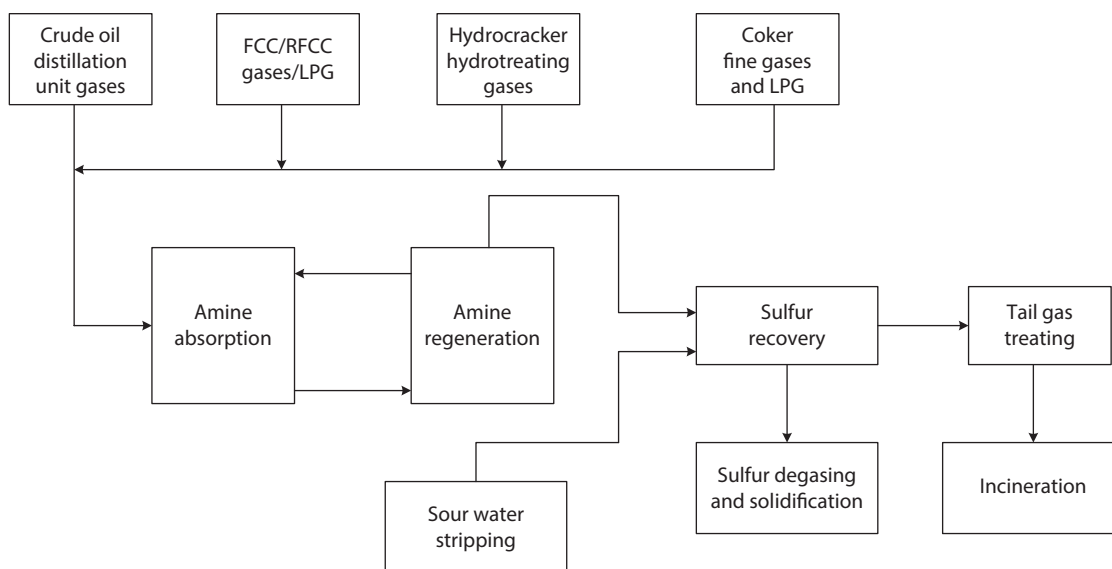 Crude oil
distillation
unit gases
FCC/RFCC
gases/LPG
Hydrocracker
hydrotreating
gases
Coker
fine gases
and LPG
Amine
absorption
Amine
regeneration
Sulfur
recovery
Tail gas
treating
Sour water
stripping
Sulfur degasing
and solidification
Incineration